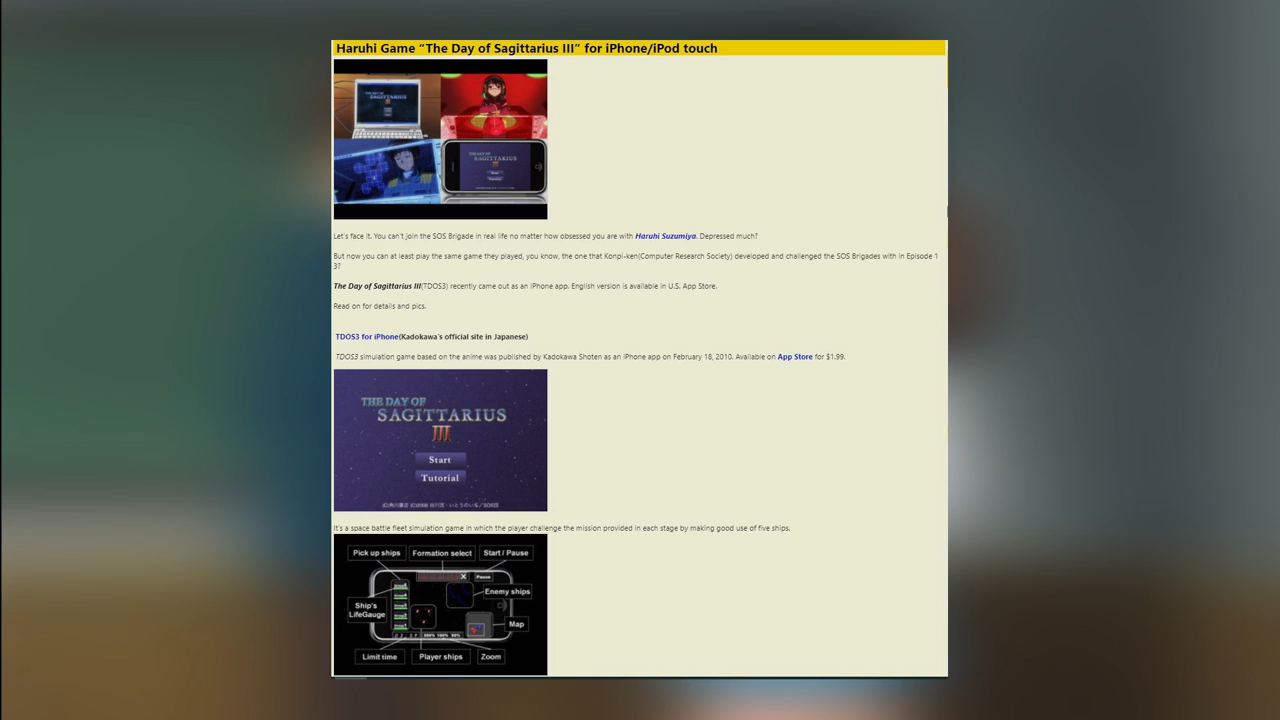 Haruhi Game “The Day of Sagittarius III” for iPhone/iPod touch
THE DAY OF
SAGITTARIUS
III
THE DAY OF
SAGITTARIUS
III
Start
Tutorial
Let's face it. You can't join the SOS Brigade in real life no matter how obsessed you are with Haruhi Suzumiya. Depressed much?
But now you can at least play the same game they played, you know, the one that Konpi-ken(Computer Research Society) developed and challenged the SOS Brigades with in Episode 1
3?
The Day of Sagittarius III(TDOS3) recently came out as an iPhone app. English version is available in U.S. App Store.
Read on for details and pics.
TDOS3 for iPhone(Kadokawa's official site in Japanese)
TDOS3 simulation game based on the anime was published by Kadokawa Shoten as an iPhone app on February 18, 2010. Available on App Store for $1.99.
THE DAY OF
SAGITTARIUS
III
Start
Tutorial
It's a space battle fleet simulation game in which the player challenge the mission provided in each stage by making good use of five ships.
Pick up ships Formation select Start / Pause
Pause
Enemy ships
Ship's
LifeGauge
Map
Limit time Player ships Zoom